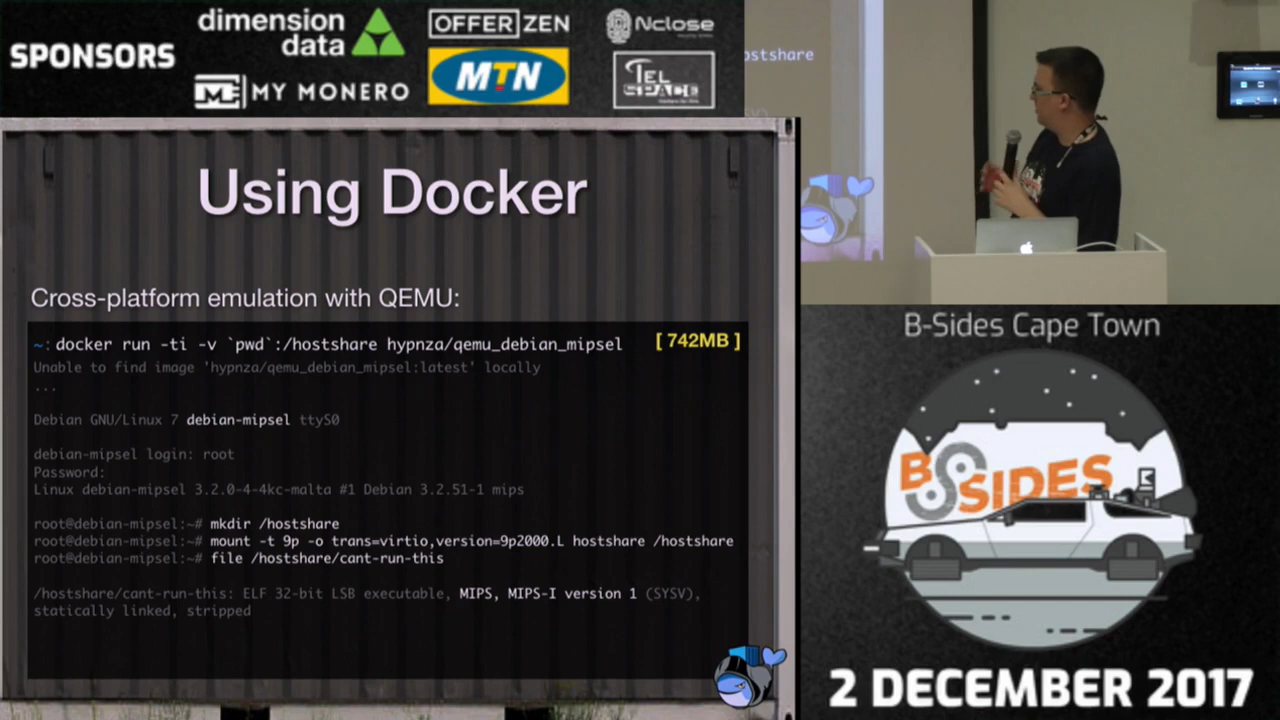 SPONSORS
dimension
data
OFFERZEN
Nclose
MY MONERO
MTN
TEL
SPACE
ostshare
Using Docker
Cross-platform emulation with QEMU:
~: docker run -ti -v `pwd`:/hostshare hypnza/qemu_debian_mipsel [ 742MB ]
Unable to find image 'hypnza/qemu_debian_mipsel:latest' locally
...
Debian GNU/Linux 7 debian-mipsel ttyS0
debian-mipsel login: root
Password:
Linux debian-mipsel 3.2.0-4-4kc-malta #1 Debian 3.2.51-1 mips
root@debian-mipsel:~# mkdir /hostshare
root@debian-mipsel:~# mount -t 9p -o trans=virtio,version=9p2000.L hostshare /hostshare
root@debian-mipsel:~# file /hostshare/cant-run-this
/hostshare/cant-run-this: ELF 32-bit LSB executable, MIPS, MIPS-I version 1 (SYSV),
statically linked, stripped
B-Sides Cape Town
BSIDES
2 DECEMBER 2017